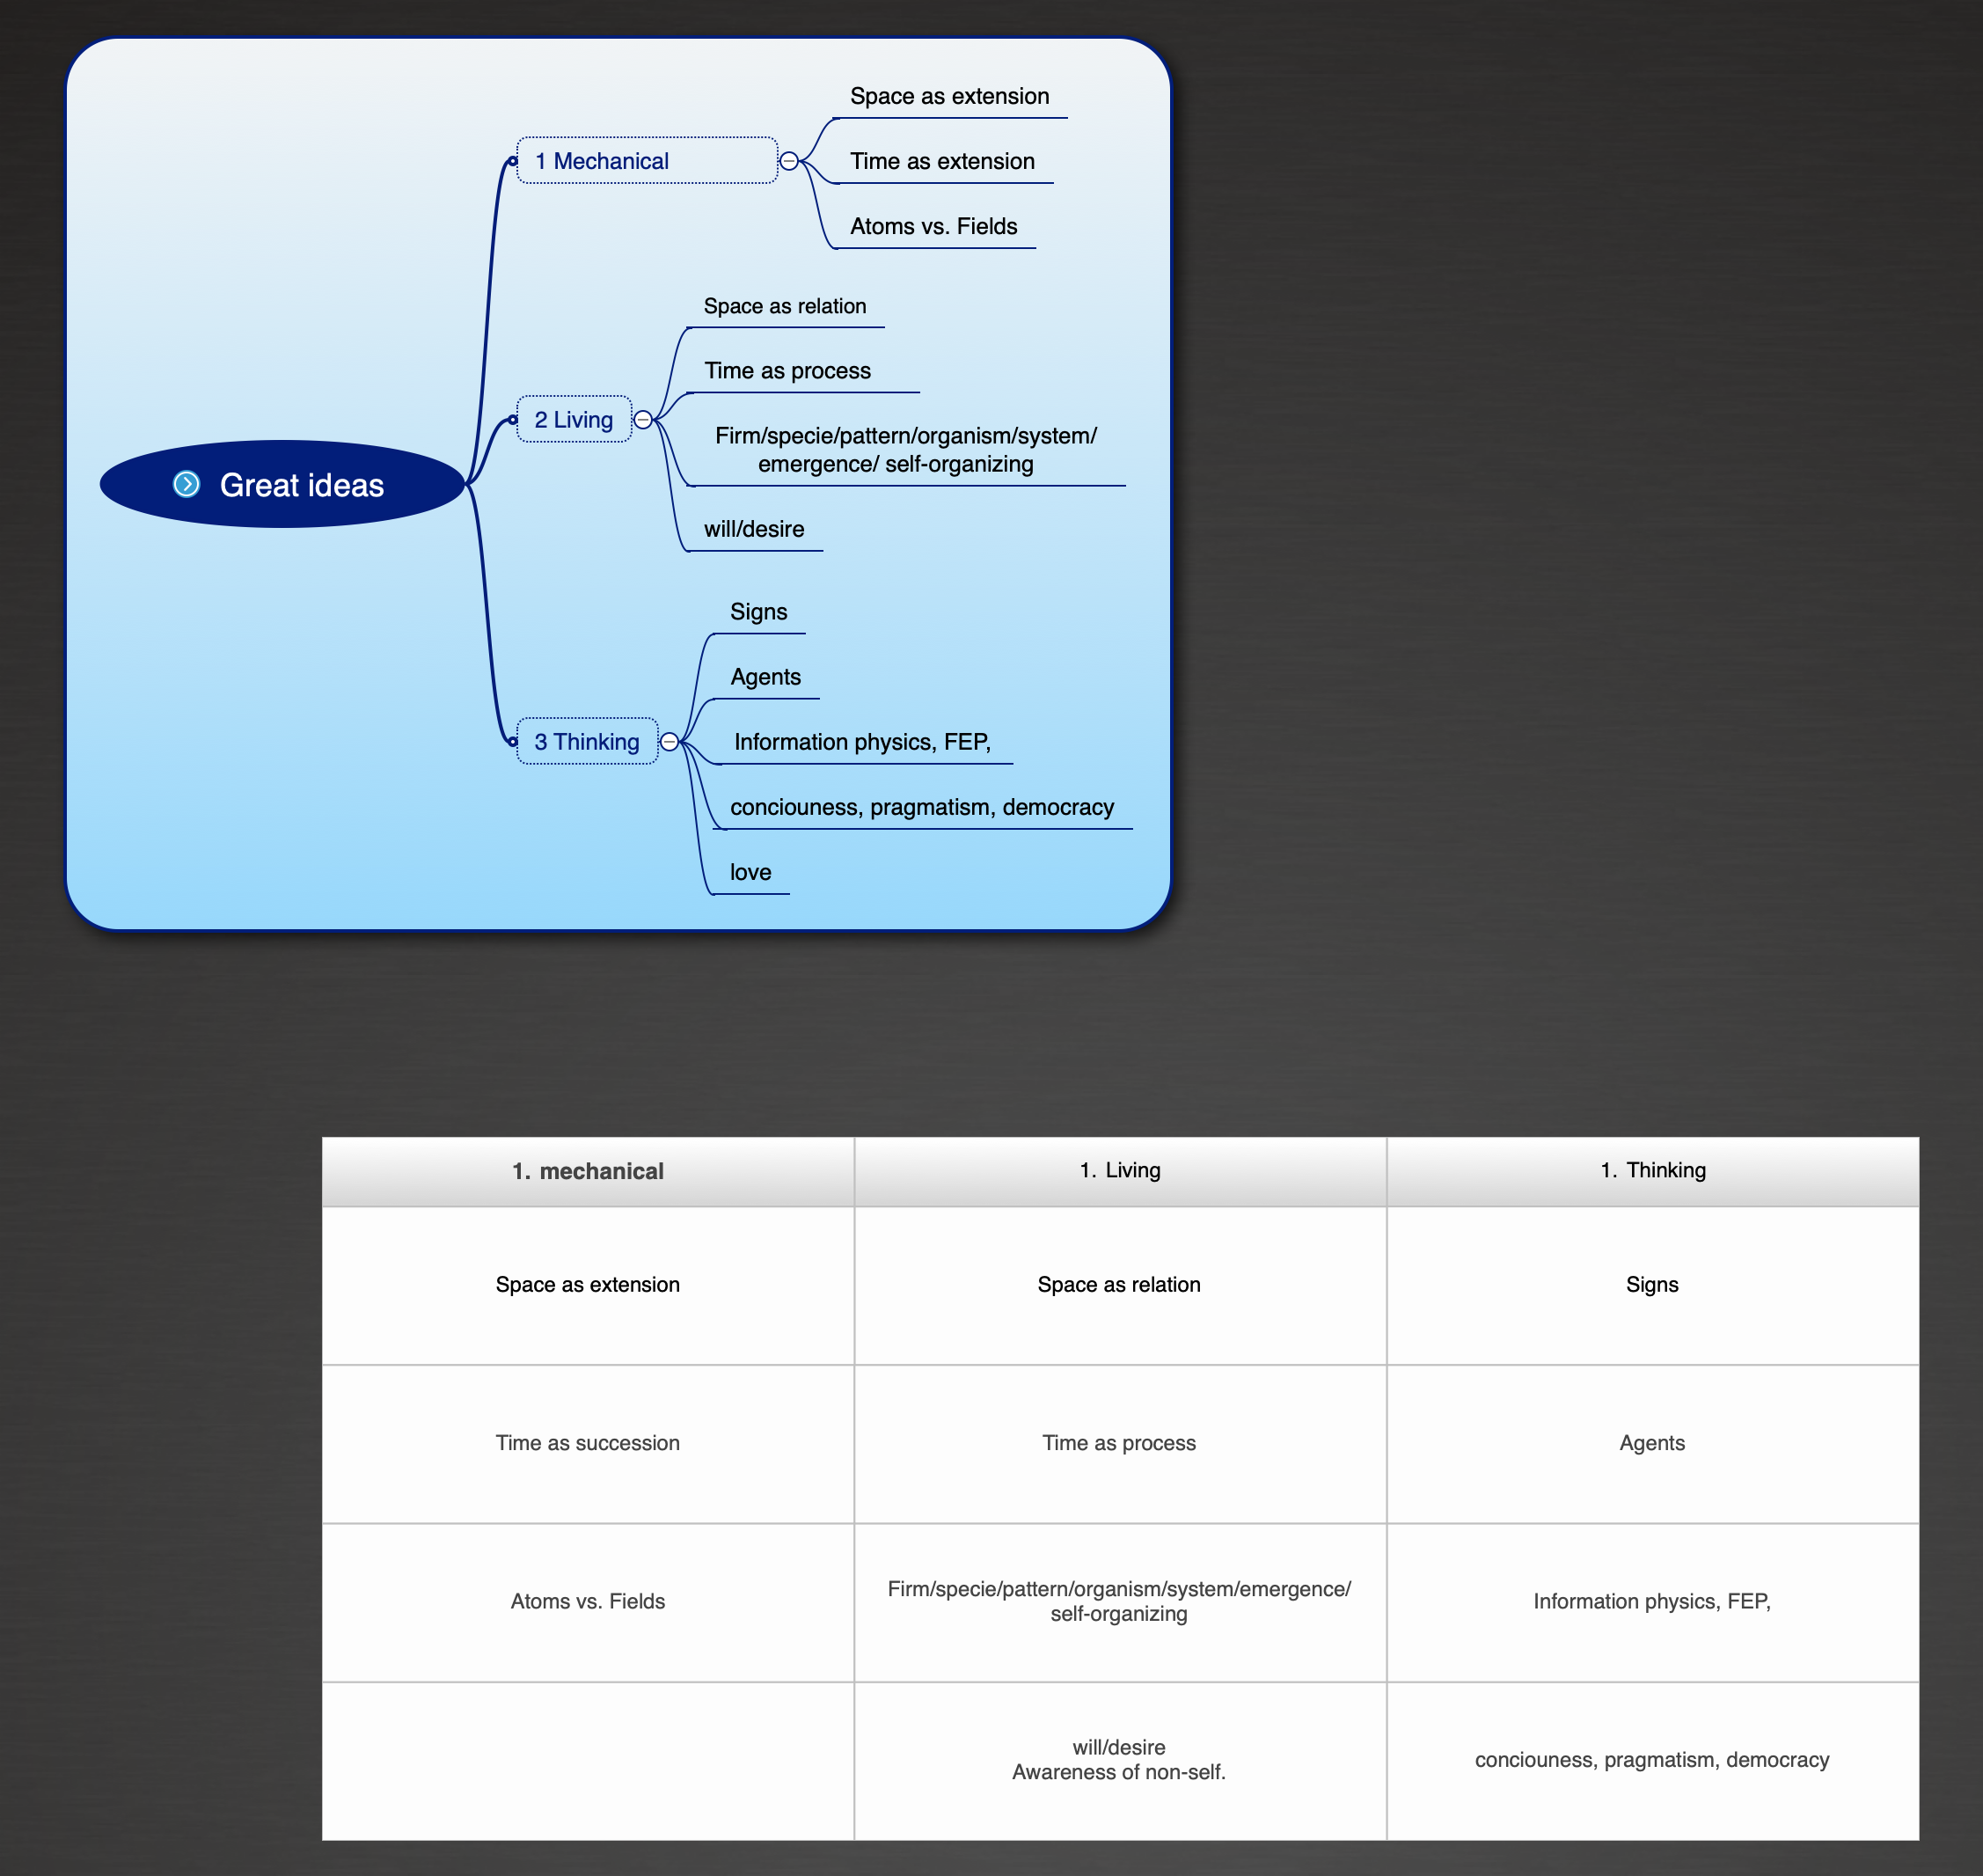 Great ideas
1 Mechanical
Space as extension
Time as extension
Atoms vs. Fields
2 Living
Space as relation
Time as process
Firm/specie/pattern/organism/system/
emergence/ self-organizing
will/desire
3 Thinking
Signs
Agents
Information physics, FEP,
conciouness, pragmatism, democracy
love
1. mechanical
1. Living
1. Thinking
Space as extension
Space as relation
Signs
Time as succession
Time as process
Agents
Atoms vs. Fields
Firm/specie/pattern/organism/system/emergence/
self-organizing
Information physics, FEP,
will/desire
Awareness of non-self.
conciouness, pragmatism, democracy